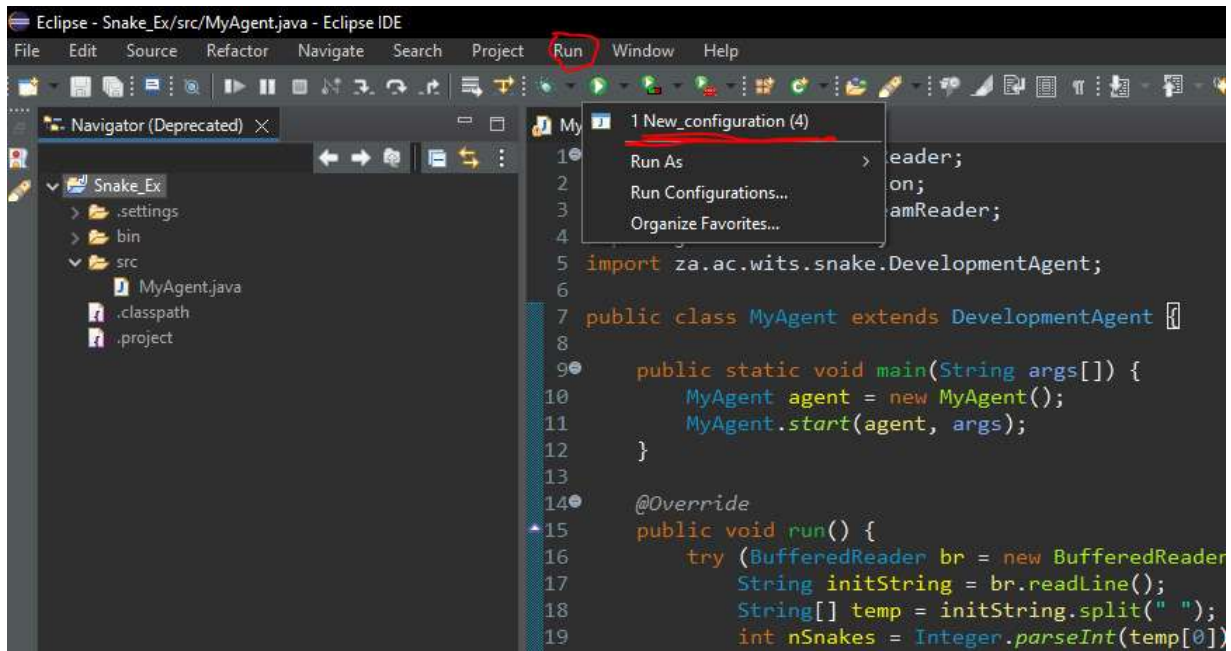 Eclipse - Snake_Ex/src/MyAgent.java - Eclipse IDE
File Edit Source Refactor Navigate Search Project Run Window Help
Navigator (Deprecated)
My
1 New_configuration (4)
Run As
Run Configurations...
Organize Favorites...
Snake_Ex
.settings
bin
src
MyAgent.java
.classpath
.project
1 eader;
2 on;
3 amReader;
4
5 import za.ac.wits.snake.DevelopmentAgent;
6
7 public class MyAgent extends DevelopmentAgent {
8
9 public static void main(String args[]) {
10 MyAgent agent = new MyAgent();
11 MyAgent.start(agent, args);
12 }
13
14 @Override
15 public void run() {
16 try (BufferedReader br = new BufferedReader
17 String initString = br.readLine();
18 String[] temp = initString.split(" ");
19 int nSnakes = Integer.parseInt(temp[0])